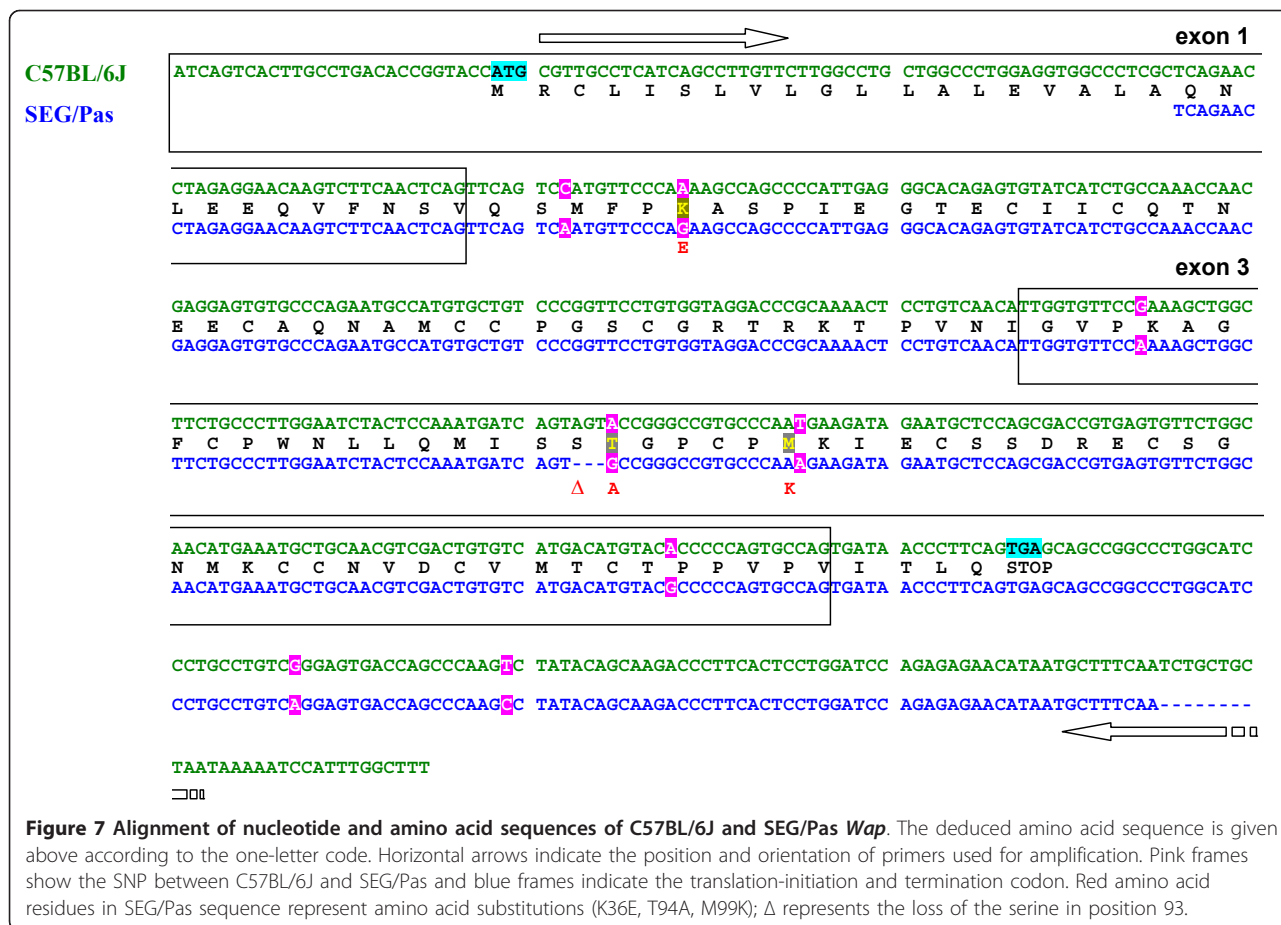 exon 1
C57BL/6J ATCAGTCACTTGCCTGACACCGGTACCATG CGTTGCCTCATCAGCCTTGTTCTTGGCCTG CTGGCCCTGGAGGTGGCCCTCGCTCAGAAC
M R C L I S L V L G L L A L E V A L A Q N
SEG/Pas TCAGAAC
CTAGAGGAACAAGTCTTCAACTCAGTTCAG TCCATGTTCCCAAAAGCCAGCCCCATTGAG GGCACAGAGTGTATCATCTGCCAAACCAAC
L E E Q V F N S V Q S M F P K A S P I E G T E C I I C Q T N
CTAGAGGAACAAGTCTTCAACTCAGTTCAG TCAATGTTCCCAGAAGCCAGCCCCATTGAG GGCACAGAGTGTATCATCTGCCAAACCAAC
E
exon 3
GAGGAGTGTGCCCAGAATGCCATGTGCTGT CCCGGTTCCTGTGGTAGGACCCGCAAAACT CCTGTCAACATTGGTGTTCCGAAAGCTGGC
E E C A Q N A M C C P G S C G R T R K T P V N I G V P K A G
GAGGAGTGTGCCCAGAATGCCATGTGCTGT CCCGGTTCCTGTGGTAGGACCCGCAAAACT CCTGTCAACATTGGTGTTCCAAAAGCTGGC
TTCTGCCCTTGGAATCTACTCCAAATGATC AGTAGTACCGGGCCGTGCCCAATGAAGATA GAATGCTCCAGCGACCGTGAGTGTTCTGGC
F C P W N L L Q M I S S T G P C P M K I E C S S D R E C S G
TTCTGCCCTTGGAATCTACTCCAAATGATC AGT---GCCGGGCCGTGCCCAAAGAAGATA GAATGCTCCAGCGACCGTGAGTGTTCTGGC
Δ A K
AACATGAAATGCTGCAACGTCGACTGTGTC ATGACATGTACACCCCCAGTGCCAGTGATA ACCCTTCAGTGAGCAGCCGGCCCTGGCATC
N M K C C N V D C V M T C T P P V P V I T L Q STOP
AACATGAAATGCTGCAACGTCGACTGTGTC ATGACATGTACGCCCCCAGTGCCAGTGATA ACCCTTCAGTGAGCAGCCGGCCCTGGCATC
CCTGCCTGTCGGGAGTGACCAGCCCAAGTC TATACAGCAAGACCCTTCACTCCTGGATCC AGAGAGAACATAATGCTTTCAATCTGCTGC
CCTGCCTGTCAGGAGTGACCAGCCCAAGCC TATACAGCAAGACCCTTCACTCCTGGATCC AGAGAGAACATAATGCTTTCAA--------
TAATAAAAATCCATTTGGCTTT
Figure 7 Alignment of nucleotide and amino acid sequences of C57BL/6J and SEG/Pas Wap. The deduced amino acid sequence is given
above according to the one-letter code. Horizontal arrows indicate the position and orientation of primers used for amplification. Pink frames
show the SNP between C57BL/6J and SEG/Pas and blue frames indicate the translation-initiation and termination codon. Red amino acid
residues in SEG/Pas sequence represent amino acid substitutions (K36E, T94A, M99K); Δ represents the loss of the serine in position 93.